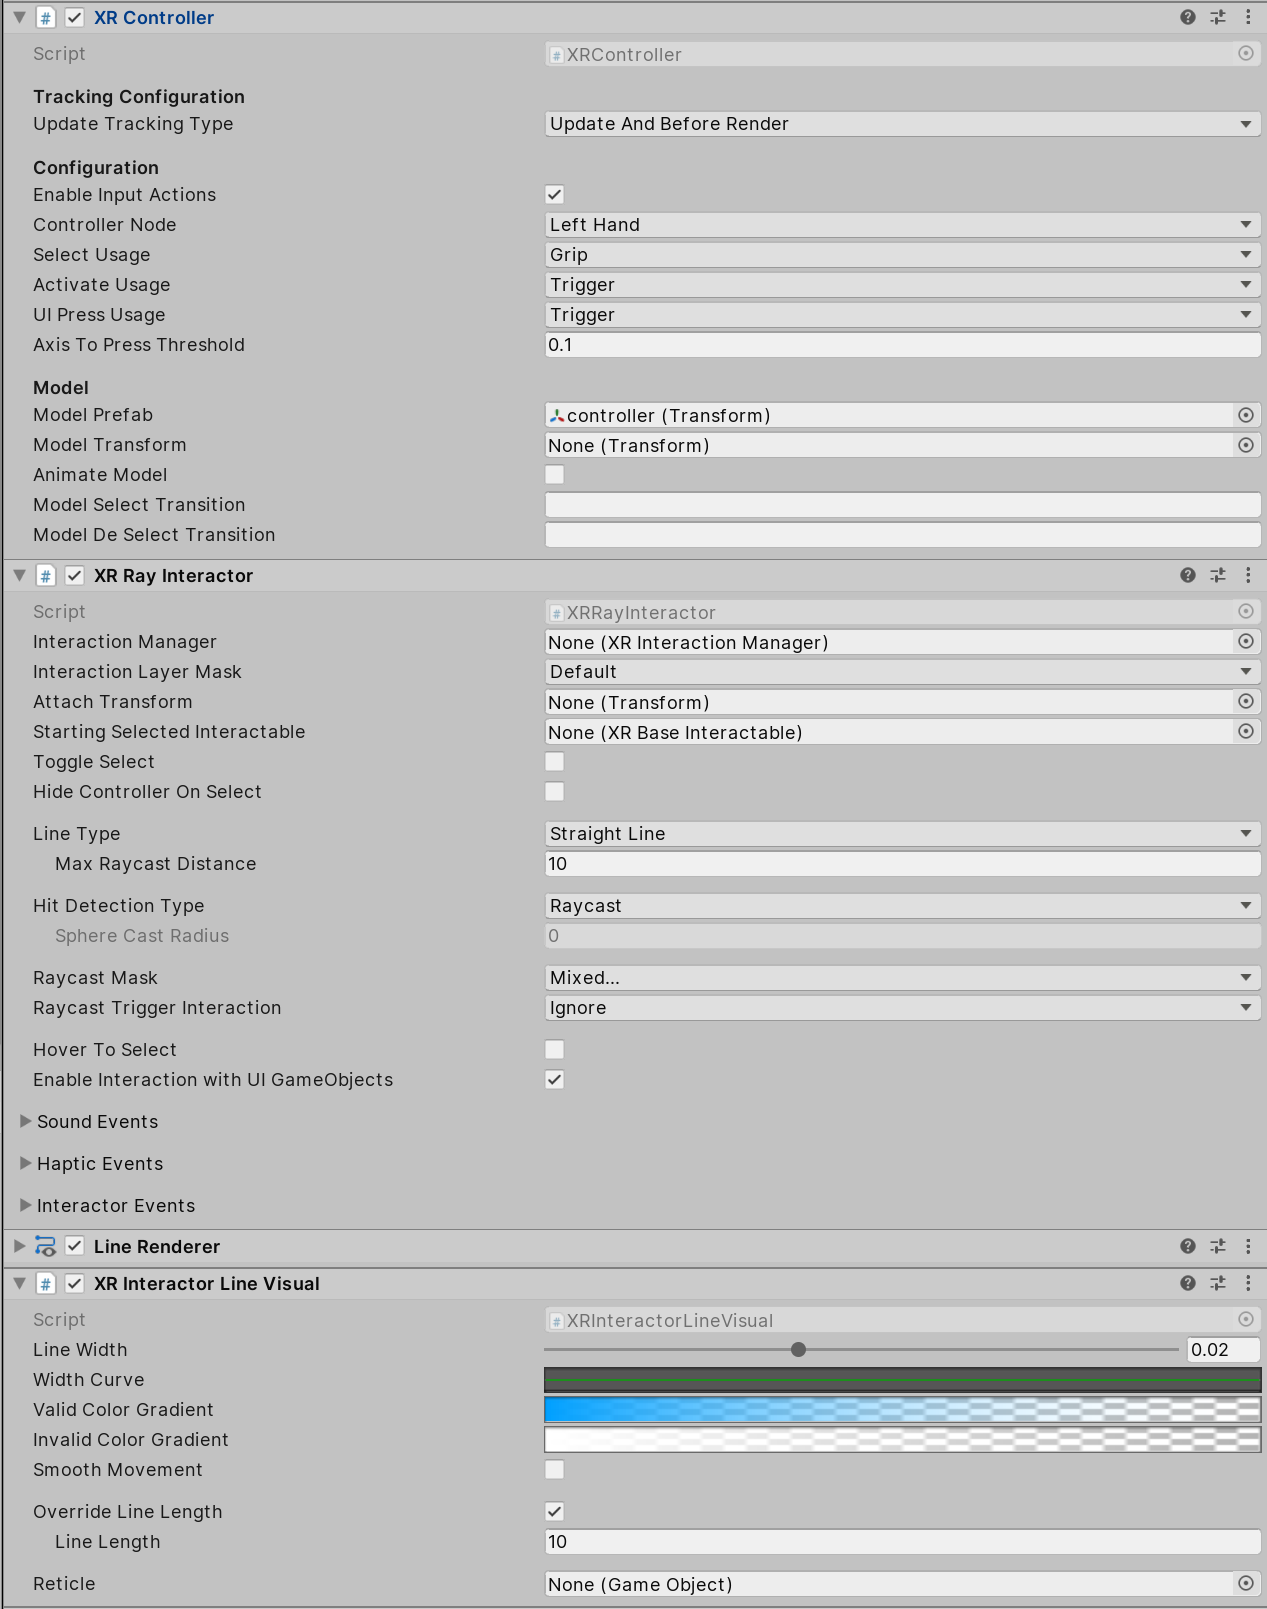 XR Controller
Script XRController
Tracking Configuration
Update Tracking Type Update And Before Render
Configuration
Enable Input Actions
Controller Node Left Hand
Select Usage Grip
Activate Usage Trigger
UI Press Usage Trigger
Axis To Press Threshold 0.1
Model
Model Prefab controller (Transform)
Model Transform None (Transform)
Animate Model
Model Select Transition
Model De Select Transition
XR Ray Interactor
Script XRRayInteractor
Interaction Manager None (XR Interaction Manager)
Interaction Layer Mask Default
Attach Transform None (Transform)
Starting Selected Interactable None (XR Base Interactable)
Toggle Select
Hide Controller On Select
Line Type Straight Line
Max Raycast Distance 10
Hit Detection Type Raycast
Sphere Cast Radius 0
Raycast Mask Mixed...
Raycast Trigger Interaction Ignore
Hover To Select
Enable Interaction with UI GameObjects
Sound Events
Haptic Events
Interactor Events
Line Renderer
XR Interactor Line Visual
Script XRInteractorLineVisual
Line Width 0.02
Width Curve
Valid Color Gradient
Invalid Color Gradient
Smooth Movement
Override Line Length
Line Length 10
Reticle None (Game Object)